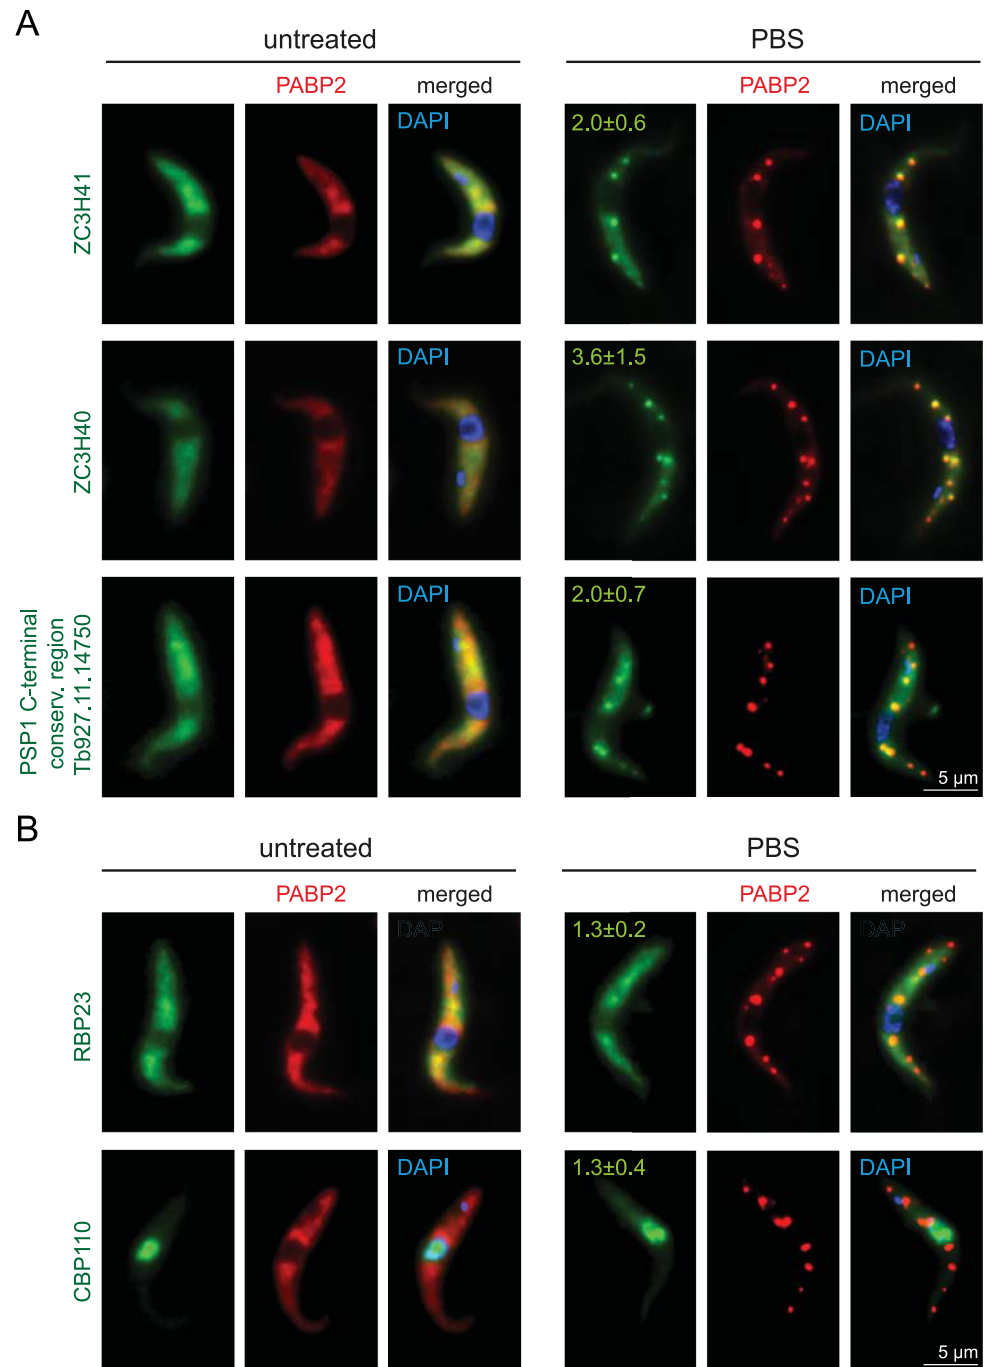 A
untreated
PBS
PABP2
merged
PABP2
merged
ZC3H41
DAPI
2.0±0.6
DAPI
ZC3H40
DAPI
3.6±1.5
DAPI
PSP1 C-terminal
conserv. region
Tb927.11.14750
DAPI
2.0±0.7
DAPI
5 µm
B
untreated
PBS
PABP2
merged
PABP2
merged
RBP23
DAP
1.3±0.2
DAP
CBP110
DAPI
1.3±0.4
DAPI
5 µm